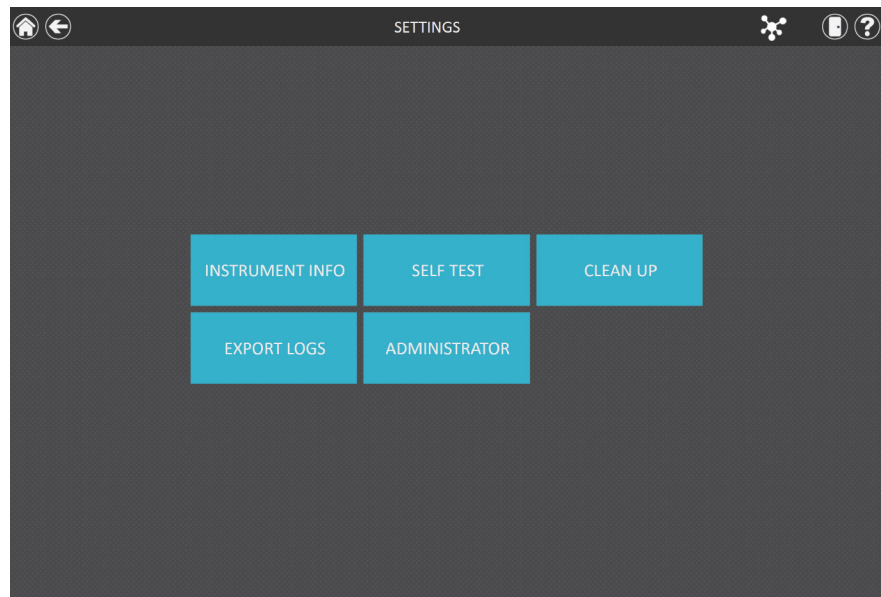 SETTINGS
?
INSTRUMENT INFO
SELF TEST
CLEAN UP
EXPORT LOGS
ADMINISTRATOR